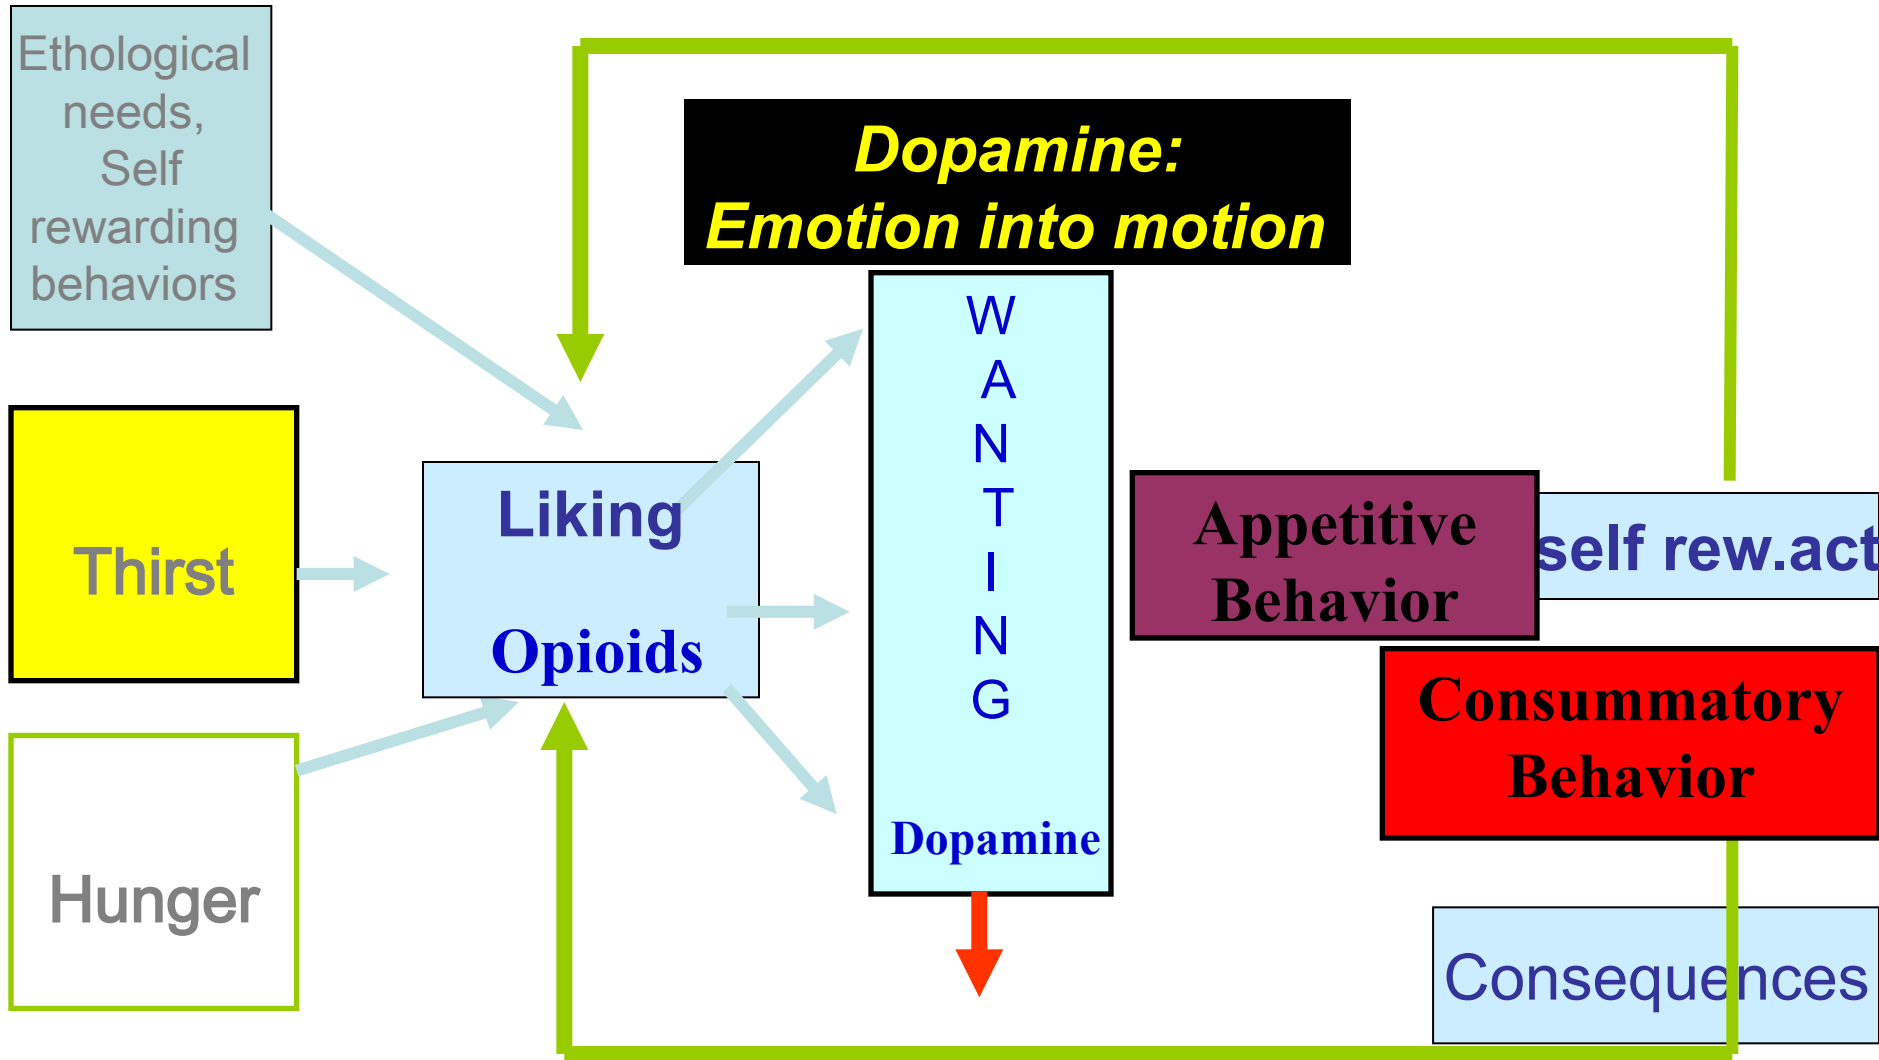 Ethological
needs,
Self
rewarding
behaviors
Dopamine:
Emotion into motion
Thirst
Hunger
Liking
Opioids
W
A
N
T
I
N
G
Dopamine
Appetitive
Behavior
self rew.act
Consummatory
Behavior
Consequences